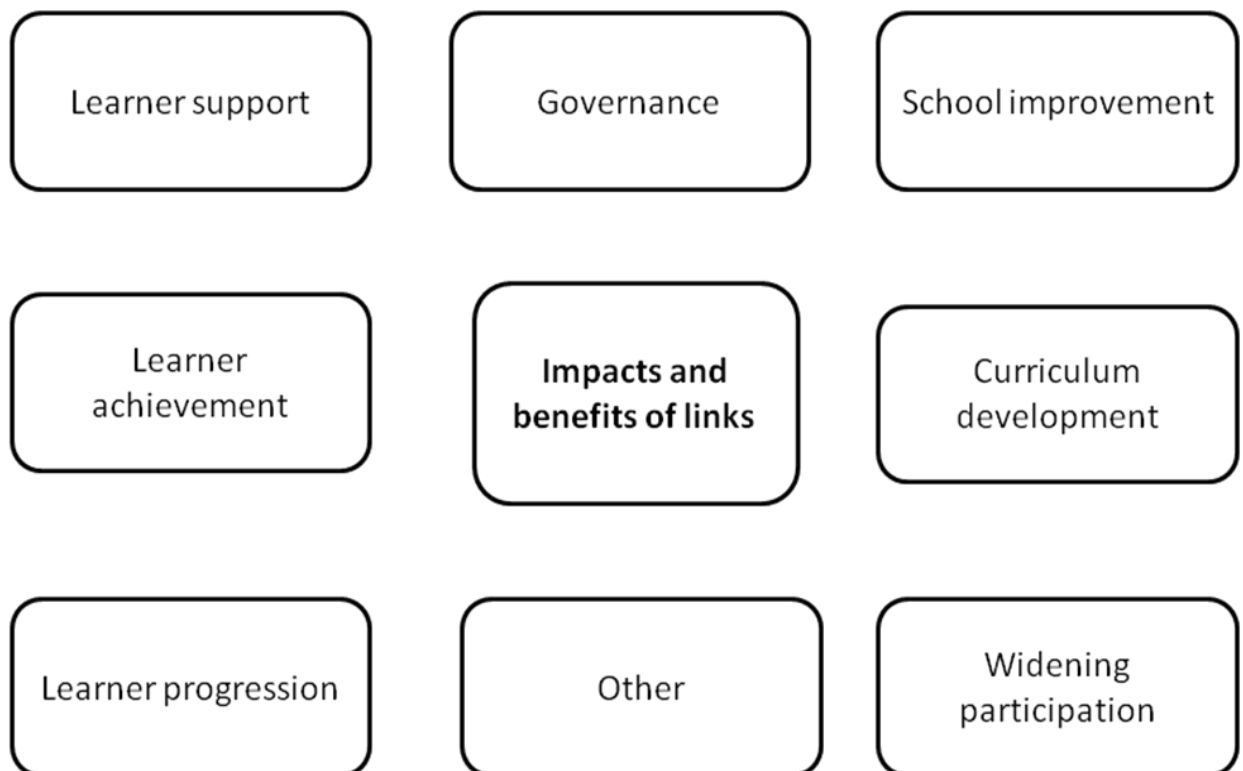 Learner support
Governance
School improvement
Learner
achievement
Impacts and
benefits of links
Curriculum
development
Learner progression
Other
Widening
participation